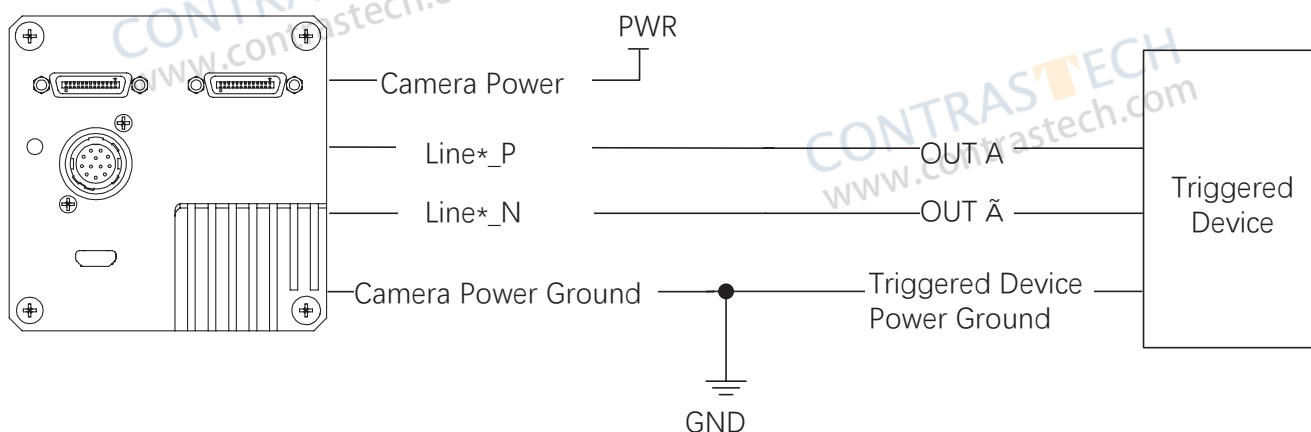 CONTRASTECH
www.contrastech.com
PWR
Camera Power
CONTRASTECH
www.contrastech.com
Line*_P
OUT A
Line*_N
OUT Ã
Triggered
Device
Camera Power Ground
Triggered Device
Power Ground
GND